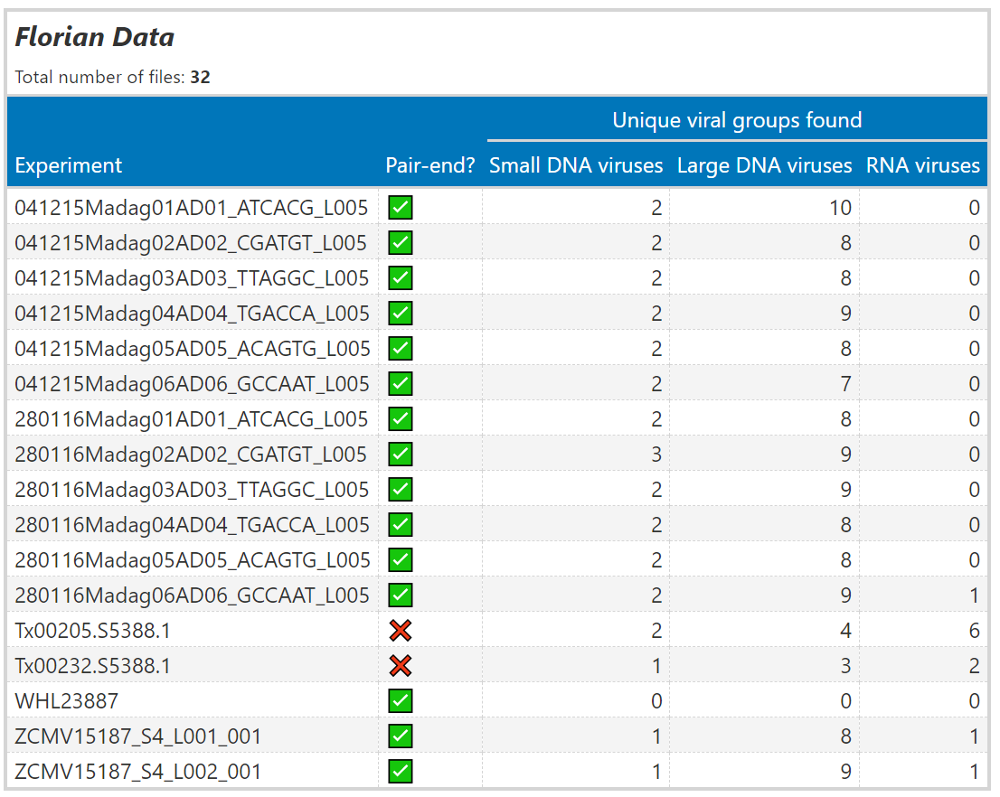 Florian Data
Total number of files: 32
Unique viral groups found
Experiment Pair-end? Small DNA viruses Large DNA viruses RNA viruses
041215Madag01AD01_ATCACG_L005 ✅ 2 10 0
041215Madag02AD02_CGATGT_L005 ✅ 2 8 0
041215Madag03AD03_TTAGGC_L005 ✅ 2 8 0
041215Madag04AD04_TGACCA_L005 ✅ 2 9 0
041215Madag05AD05_ACAGTG_L005 ✅ 2 8 0
041215Madag06AD06_GCCAAT_L005 ✅ 2 7 0
280116Madag01AD01_ATCACG_L005 ✅ 2 8 0
280116Madag02AD02_CGATGT_L005 ✅ 3 9 0
280116Madag03AD03_TTAGGC_L005 ✅ 2 9 0
280116Madag04AD04_TGACCA_L005 ✅ 2 8 0
280116Madag05AD05_ACAGTG_L005 ✅ 2 8 0
280116Madag06AD06_GCCAAT_L005 ✅ 2 9 1
Tx00205.S5388.1 ❌ 2 4 6
Tx00232.S5388.1 ❌ 1 3 2
WHL23887 ✅ 0 0 0
ZCMV15187_S4_L001_001 ✅ 1 8 1
ZCMV15187_S4_L002_001 ✅ 1 9 1